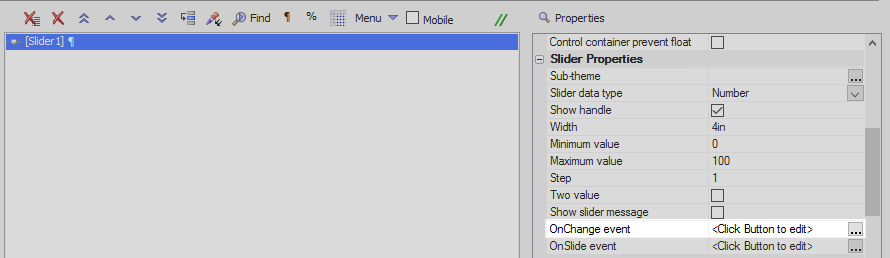 Find ¶ % Menu Mobile // Properties
[Slider1] ¶
Control container prevent float
Slider Properties
Sub-theme ...
Slider data type Number
Show handle
Width 4in
Minimum value 0
Maximum value 100
Step 1
Two value
Show slider message
OnChange event <Click Button to edit> ...
OnSlide event <Click Button to edit> ...